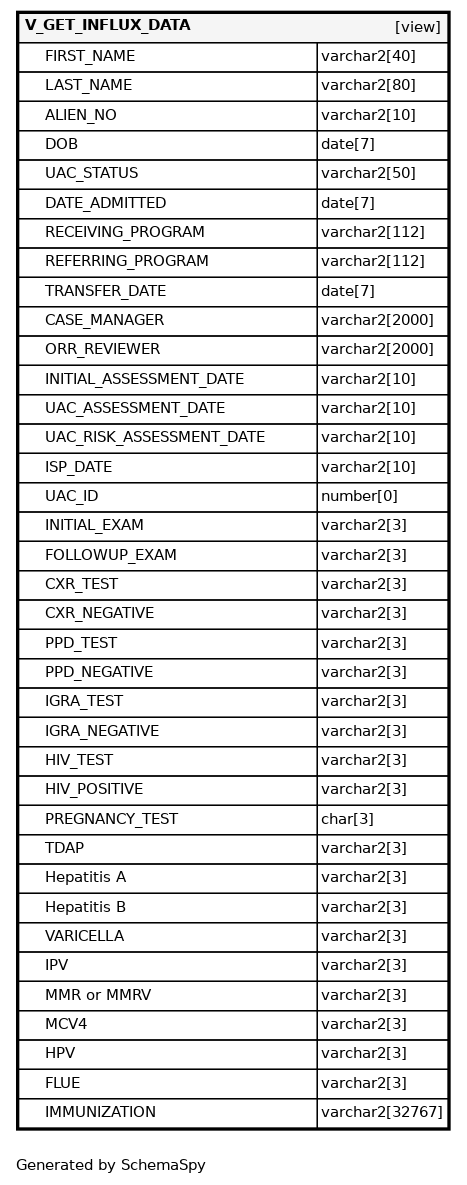 V_GET_INFLUX_DATA [view]
FIRST_NAME varchar2[40]
LAST_NAME varchar2[80]
ALIEN_NO varchar2[10]
DOB date[7]
UAC_STATUS varchar2[50]
DATE_ADMITTED date[7]
RECEIVING_PROGRAM varchar2[112]
REFERRING_PROGRAM varchar2[112]
TRANSFER_DATE date[7]
CASE_MANAGER varchar2[2000]
ORR_REVIEWER varchar2[2000]
INITIAL_ASSESSMENT_DATE varchar2[10]
UAC_ASSESSMENT_DATE varchar2[10]
UAC_RISK_ASSESSMENT_DATE varchar2[10]
ISP_DATE varchar2[10]
UAC_ID number[0]
INITIAL_EXAM varchar2[3]
FOLLOWUP_EXAM varchar2[3]
CXR_TEST varchar2[3]
CXR_NEGATIVE varchar2[3]
PPD_TEST varchar2[3]
PPD_NEGATIVE varchar2[3]
IGRA_TEST varchar2[3]
IGRA_NEGATIVE varchar2[3]
HIV_TEST varchar2[3]
HIV_POSITIVE varchar2[3]
PREGNANCY_TEST char[3]
TDAP varchar2[3]
Hepatitis A varchar2[3]
Hepatitis B varchar2[3]
VARICELLA varchar2[3]
IPV varchar2[3]
MMR or MMRV varchar2[3]
MCV4 varchar2[3]
HPV varchar2[3]
FLUE varchar2[3]
IMMUNIZATION varchar2[32767]
Generated by SchemaSpy